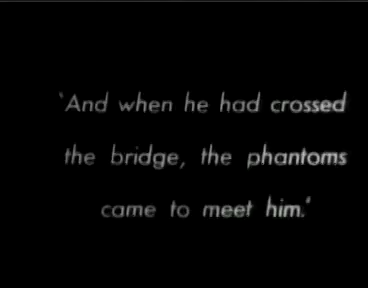 'And when he had crossed
the bridge, the phantoms
came to meet him.'